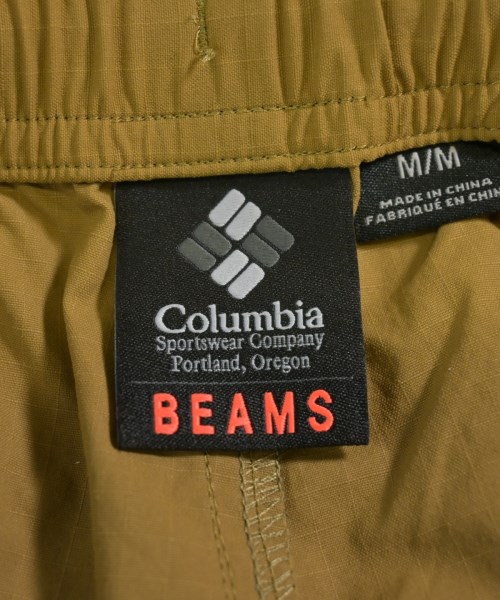 M/M
MADE IN CHINA
FABRIQUÉ EN CHIN
Columbia
Sportswear Company
Portland, Oregon
BEAMS